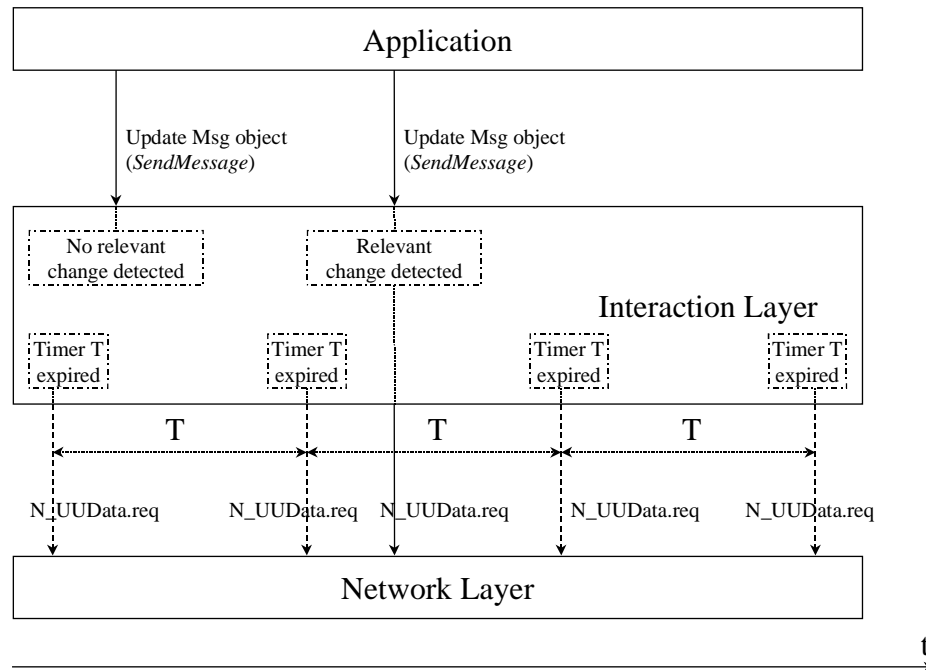 Application
Update Msg object
(SendMessage)
Update Msg object
(SendMessage)
No relevant
change detected
Relevant
change detected
Interaction Layer
Timer T
expired
Timer T
expired
Timer T
expired
Timer T
expired
T
T
T
N_UUData.req
N_UUData.req
N_UUData.req
N_UUData.req
N_UUData.req
Network Layer
t